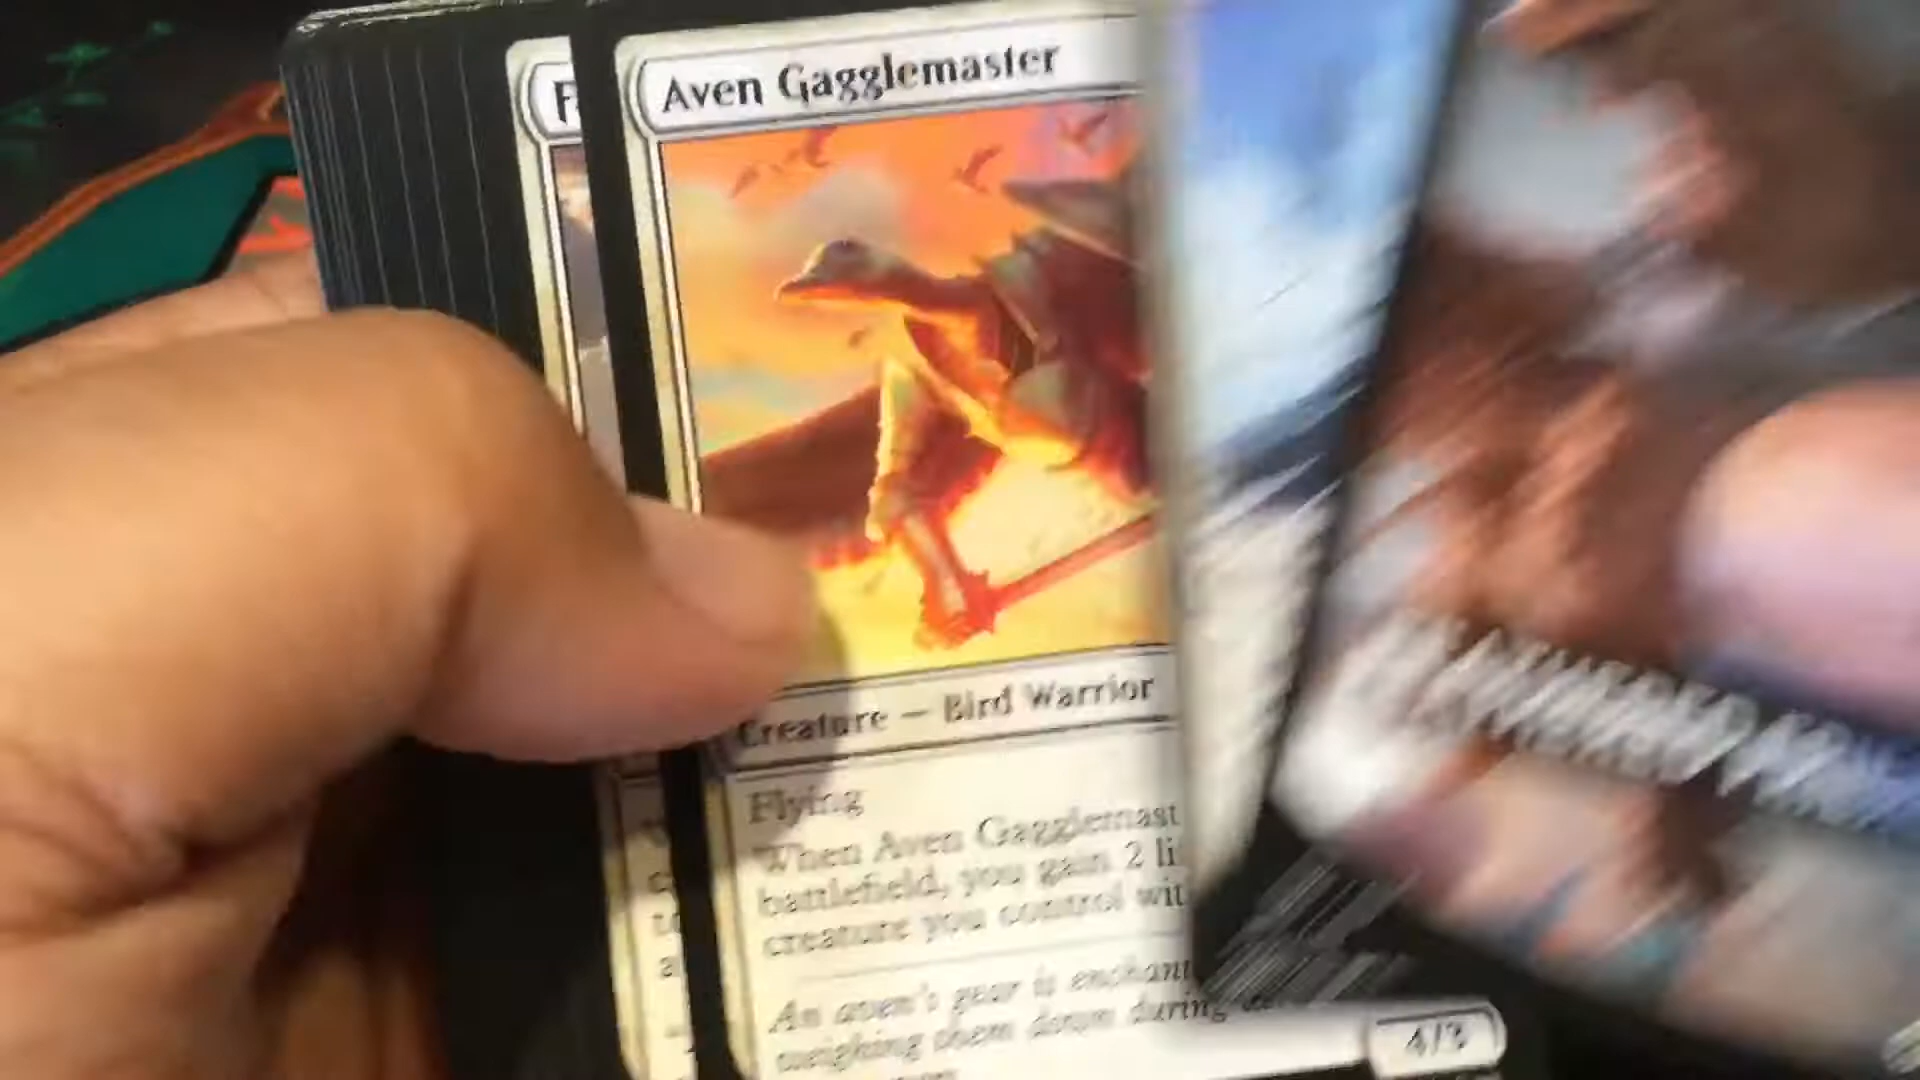 F
Aven Gagglemaster
Creature — Bird Warrior
Flying
When Aven Gagglemast
battlefield, you gain 2 li
creature you control wit
An aven's gear is enchant
weighing them down during
4/3